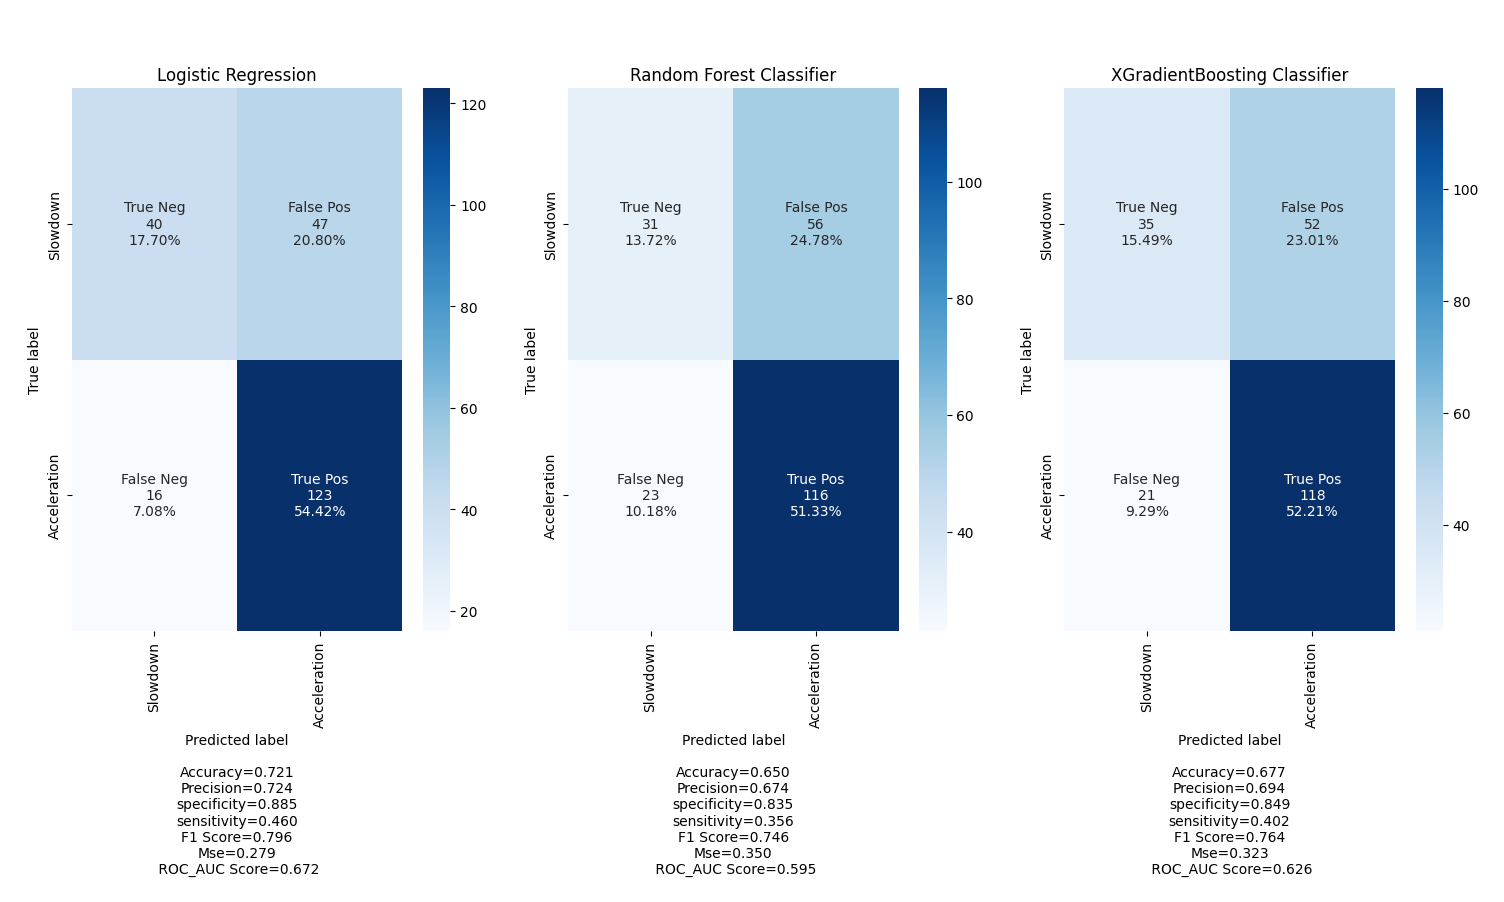 Logistic Regression
True label
Slowdown
Acceleration
True Neg
40
17.70%
False Pos
47
20.80%
False Neg
16
7.08%
True Pos
123
54.42%
120
100
80
60
40
20
Slowdown
Acceleration
Predicted label
Accuracy=0.721
Precision=0.724
specificity=0.885
sensitivity=0.460
F1 Score=0.796
Mse=0.279
ROC_AUC Score=0.672
Random Forest Classifier
True label
Slowdown
Acceleration
True Neg
31
13.72%
False Pos
56
24.78%
False Neg
23
10.18%
True Pos
116
51.33%
100
80
60
40
Slowdown
Acceleration
Predicted label
Accuracy=0.650
Precision=0.674
specificity=0.835
sensitivity=0.356
F1 Score=0.746
Mse=0.350
ROC_AUC Score=0.595
XGradientBoosting Classifier
True label
Slowdown
Acceleration
True Neg
35
15.49%
False Pos
52
23.01%
False Neg
21
9.29%
True Pos
118
52.21%
100
80
60
40
Slowdown
Acceleration
Predicted label
Accuracy=0.677
Precision=0.694
specificity=0.849
sensitivity=0.402
F1 Score=0.764
Mse=0.323
ROC_AUC Score=0.626